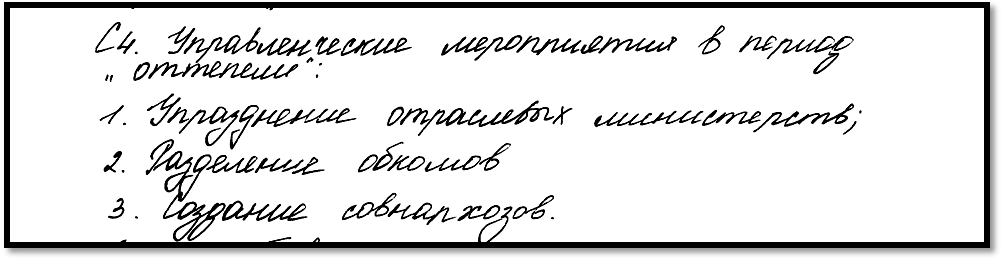 С4. Управленческие мероприятия в период
„ оттепели":
1. Упразднение отраслевых министерств;
2. Разделение обкомов
3. Создание совнархозов.